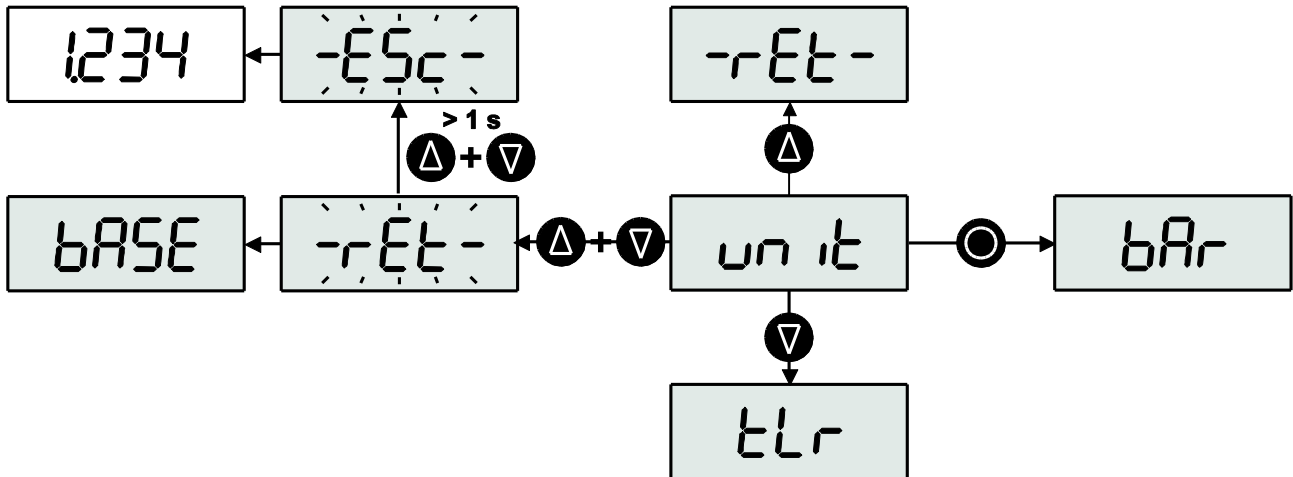 1.234
-ESc-
-rEt-
> 1 s
+
bASE
-rEt-
+
unit
bAr
tLr